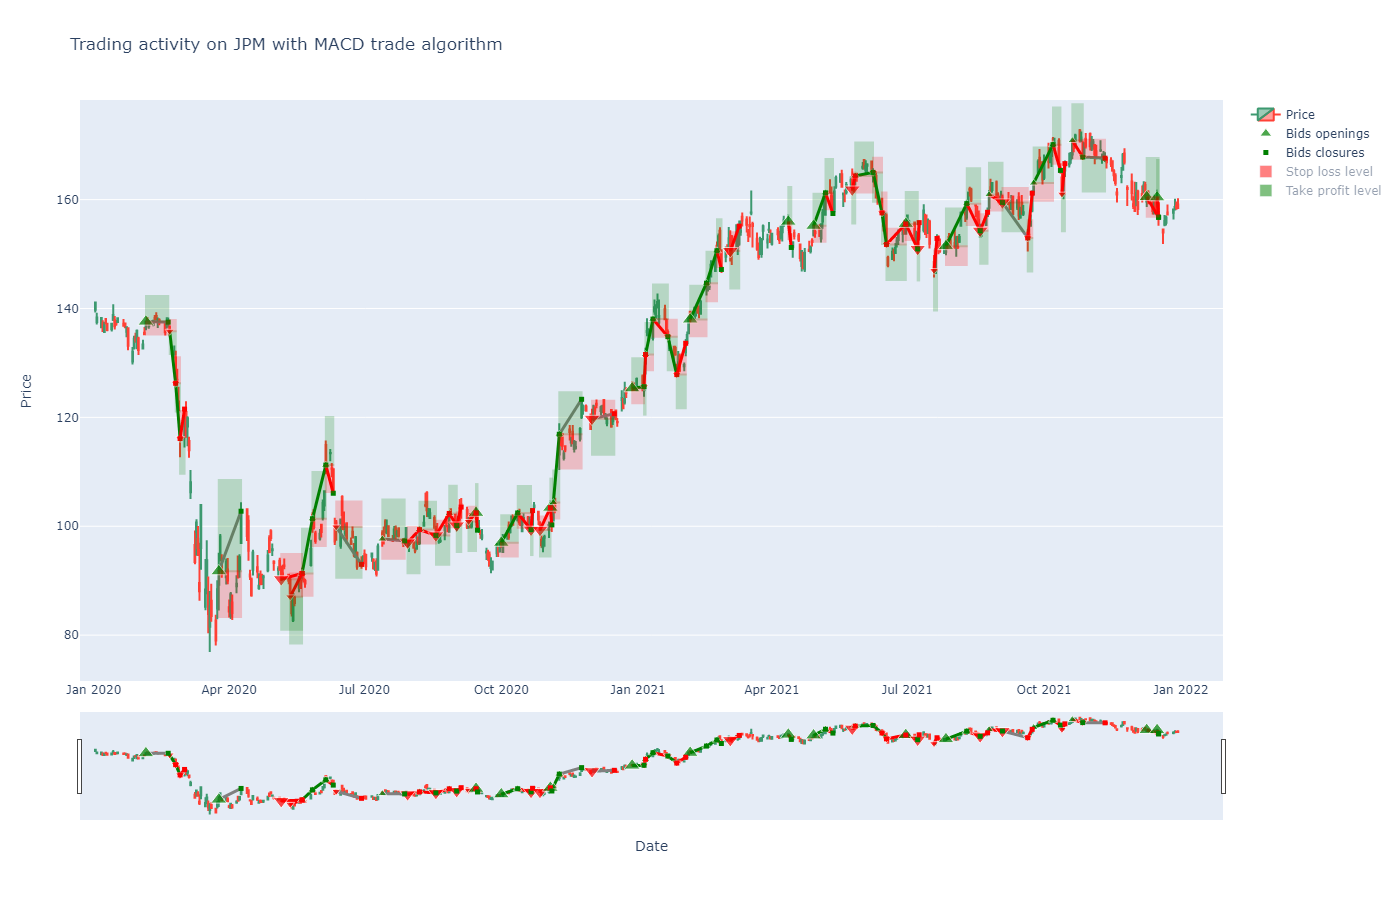 Trading activity on JPM with MACD trade algorithm
Price
Bids openings
Bids closures
Stop loss level
Take profit level
160
140
120
100
80
Price
Jan 2020
Apr 2020
Jul 2020
Oct 2020
Jan 2021
Apr 2021
Jul 2021
Oct 2021
Jan 2022
Date